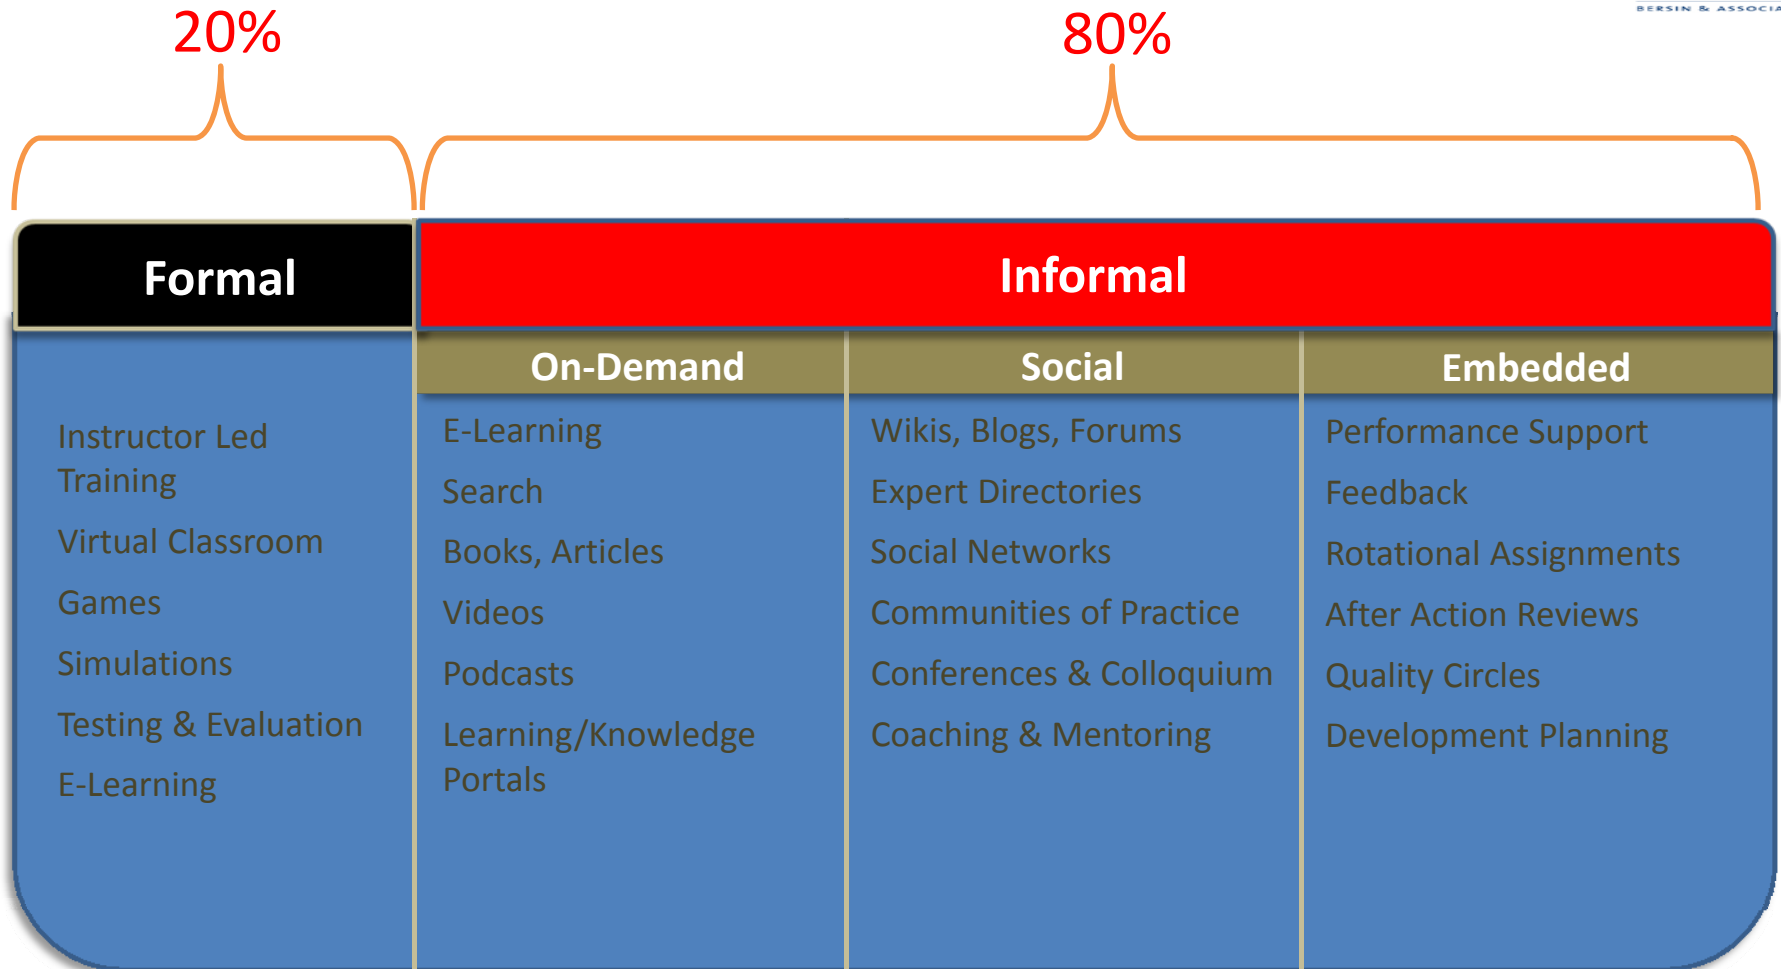 BERSIN & ASSOCIA
20%
80%
Formal
Informal
On-Demand
Social
Embedded
Instructor Led
Training
Virtual Classroom
Games
Simulations
Testing & Evaluation
E-Learning
E-Learning
Search
Books, Articles
Videos
Podcasts
Learning/Knowledge
Portals
Wikis, Blogs, Forums
Expert Directories
Social Networks
Communities of Practice
Conferences & Colloquium
Coaching & Mentoring
Performance Support
Feedback
Rotational Assignments
After Action Reviews
Quality Circles
Development Planning